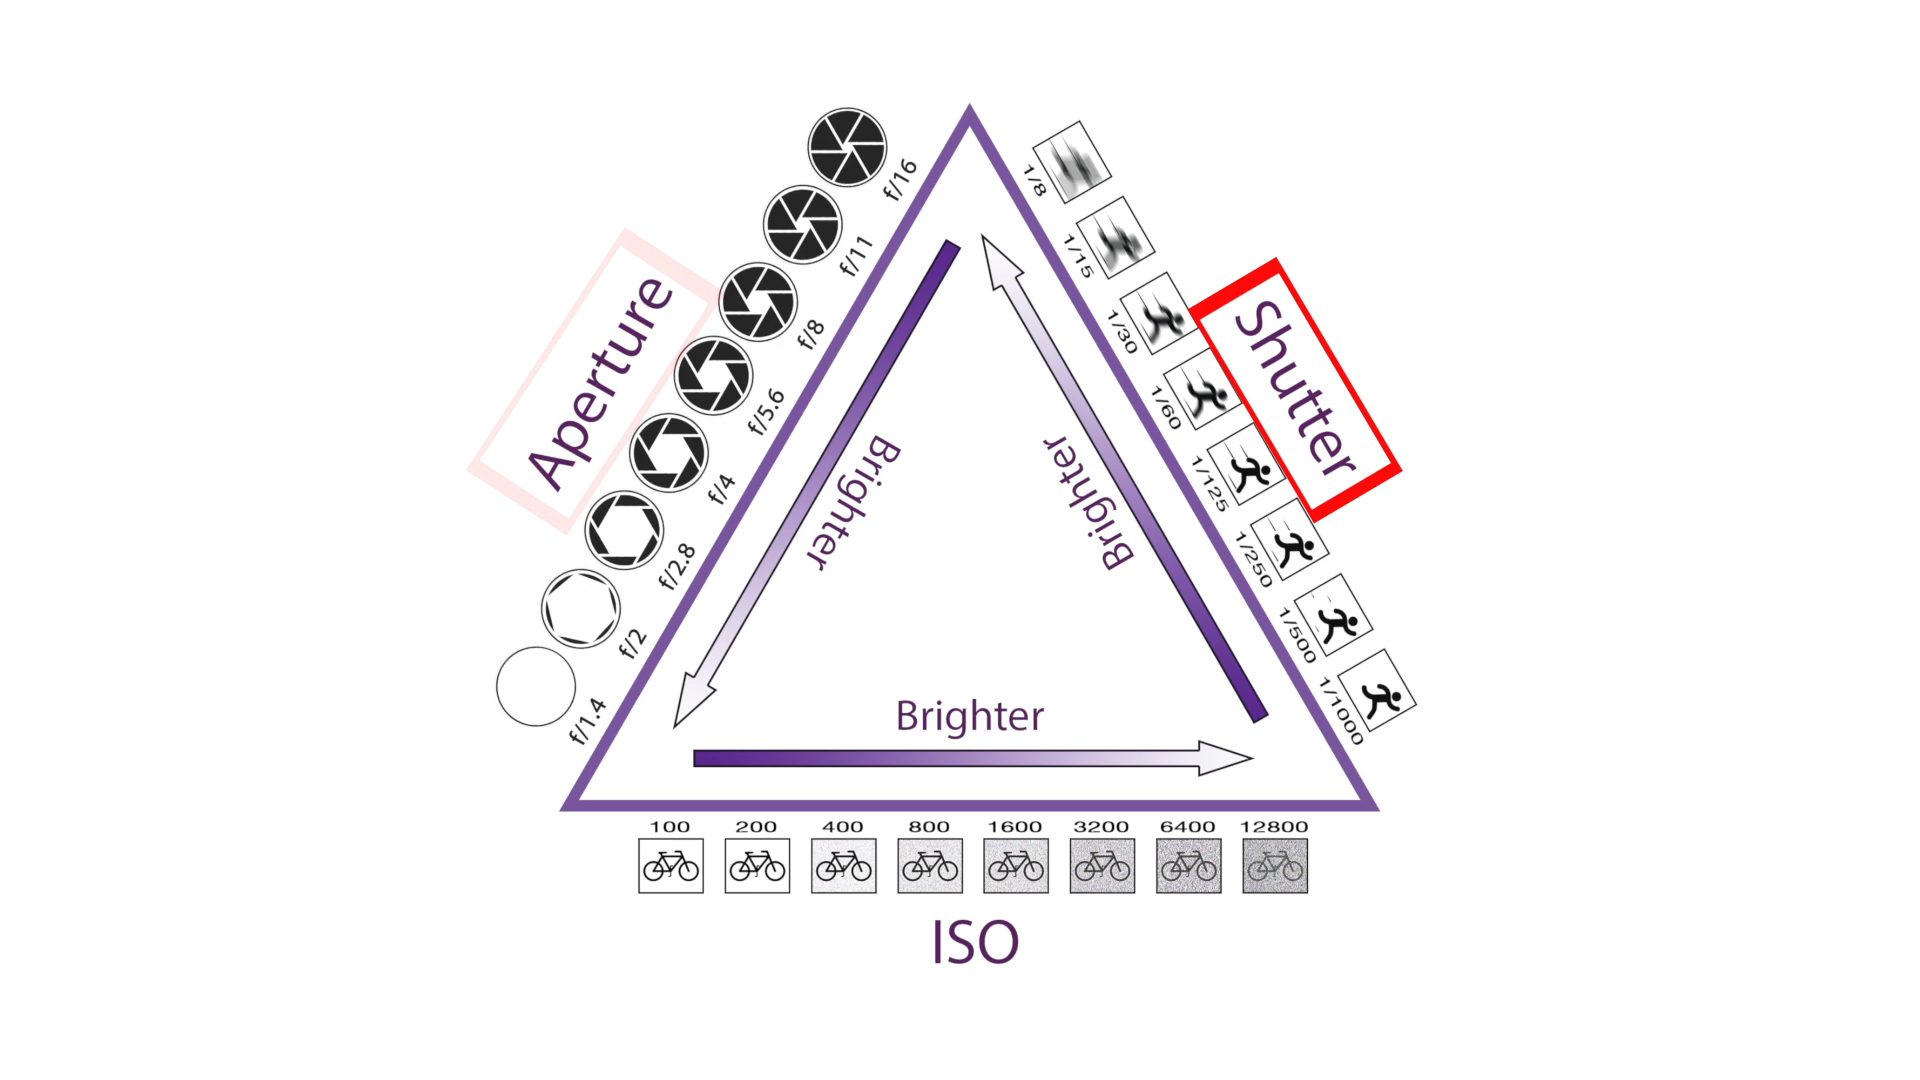 Aperture
f/16
f/11
f/8
f/5.6
f/4
f/2.8
f/2
f/1.4
Shutter
1/8
1/15
1/30
1/60
1/125
1/250
1/500
1/1000
Brighter
Brighter
Brighter
100 200 400 800 1600 3200 6400 12800
ISO